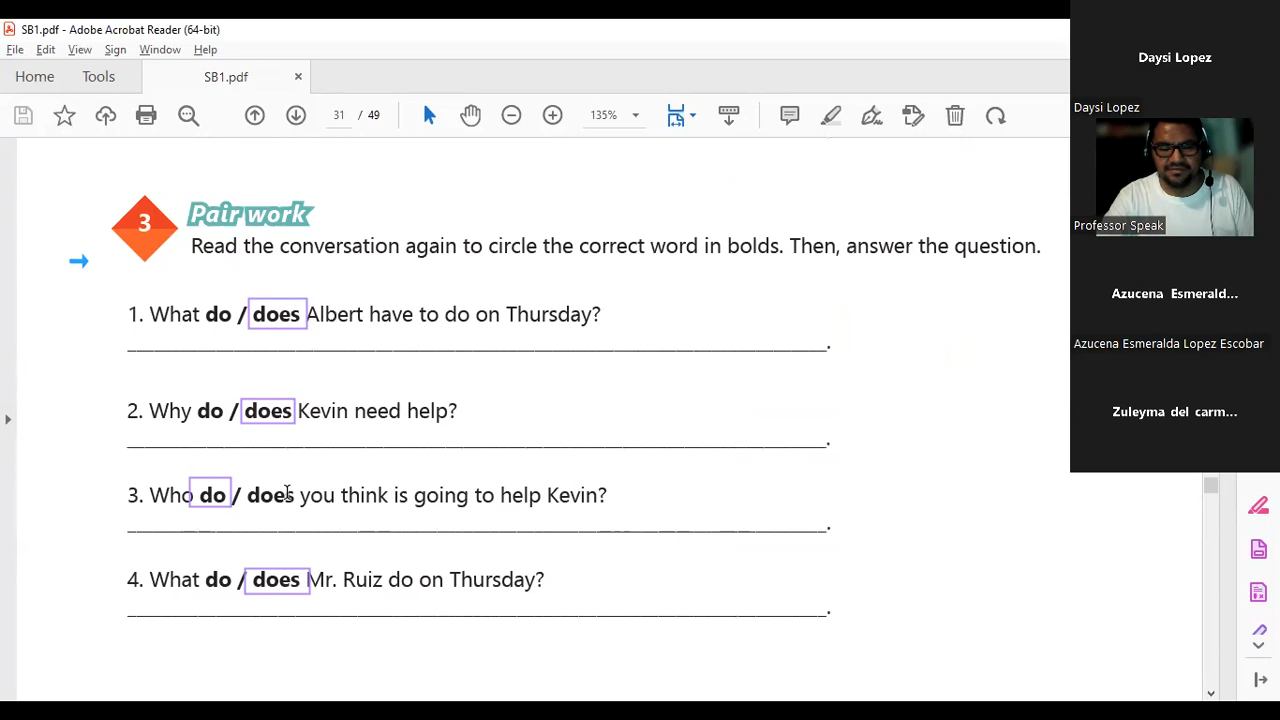 SB1.pdf - Adobe Acrobat Reader (64-bit)
File Edit View Sign Window Help
Home Tools SB1.pdf ×
31 / 49 135%
3 Pair work
Read the conversation again to circle the correct word in bolds. Then, answer the question.
1. What do / does Albert have to do on Thursday?
.
2. Why do / does Kevin need help?
.
3. Who do / does you think is going to help Kevin?
.
4. What do / does Mr. Ruiz do on Thursday?
.
Daysi Lopez
Daysi Lopez
Professor Speak
Azucena Esmerald...
Azucena Esmeralda Lopez Escobar
Zuleyma del carm...